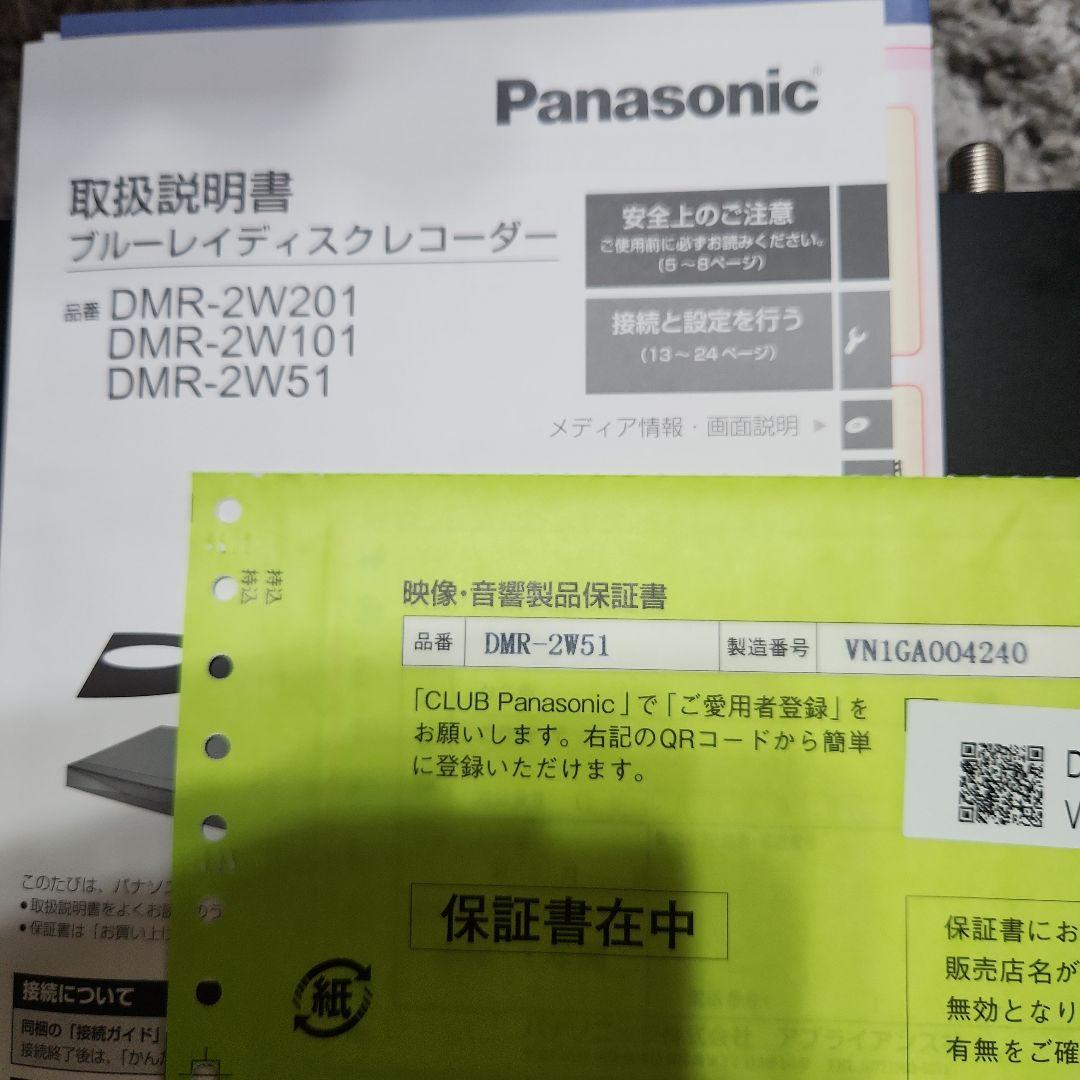 Panasonic
取扱説明書
ブルーレイディスクレコーダー
品番 DMR-2W201
DMR-2W101
DMR-2W51
安全上のご注意
ご使用前に必ずお読みください。
(5～8ページ)
接続と設定を行う
(13～24ページ)
メディア情報・画面説明
持込
持込
映像・音響製品保証書
品番 DMR-2W51 製造番号 VN1GA004240
「CLUB Panasonic」で「ご愛用者登録」を
お願いします。右記のQRコードから簡単
に登録いただけます。
D
V
保証書在中
紙
保証書にお
販売店名が
無効となり
有無をご確
このたびは、パナソニ
●取扱説明書をよくお読
●保証書は「お買い上げ
接続について
同梱の「接続ガイド」
接続終了後は、「かんた